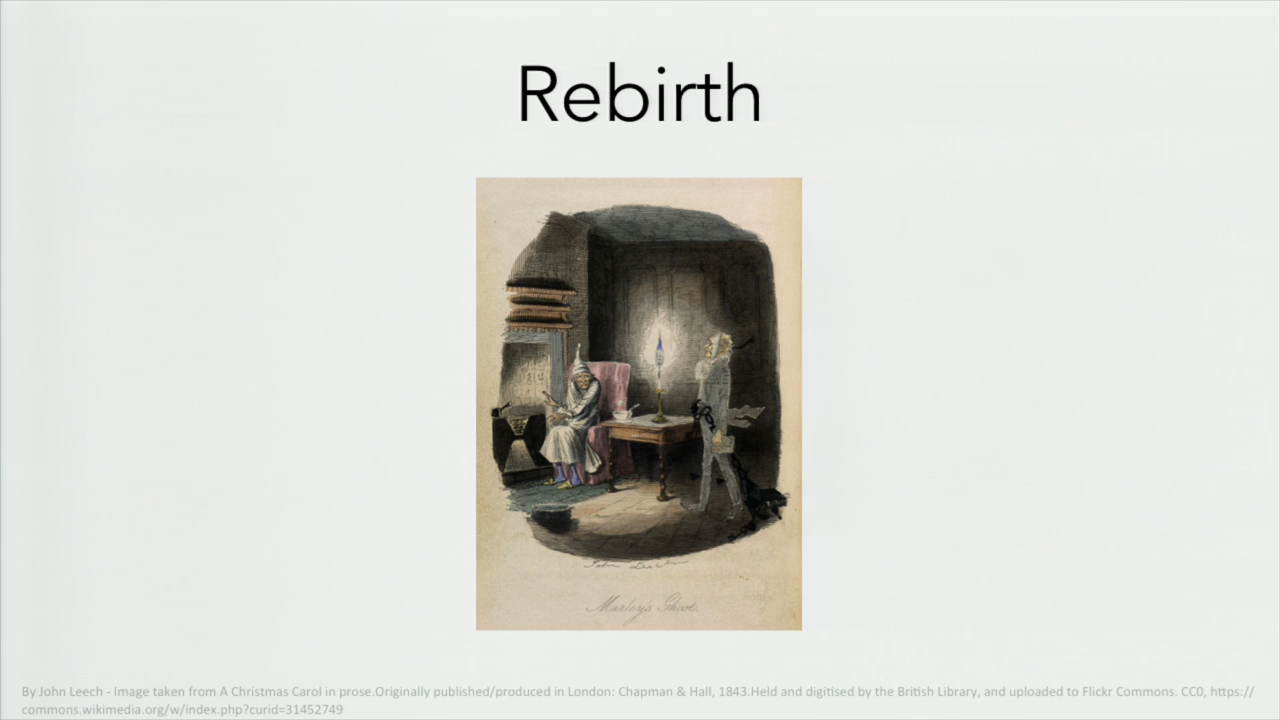 Rebirth
John Leech
Marley's Ghost.
By John Leech - Image taken from A Christmas Carol in prose.Originally published/produced in London: Chapman & Hall, 1843.Held and digitised by the British Library, and uploaded to Flickr Commons. CC0, https://
commons.wikimedia.org/w/index.php?curid=31452749